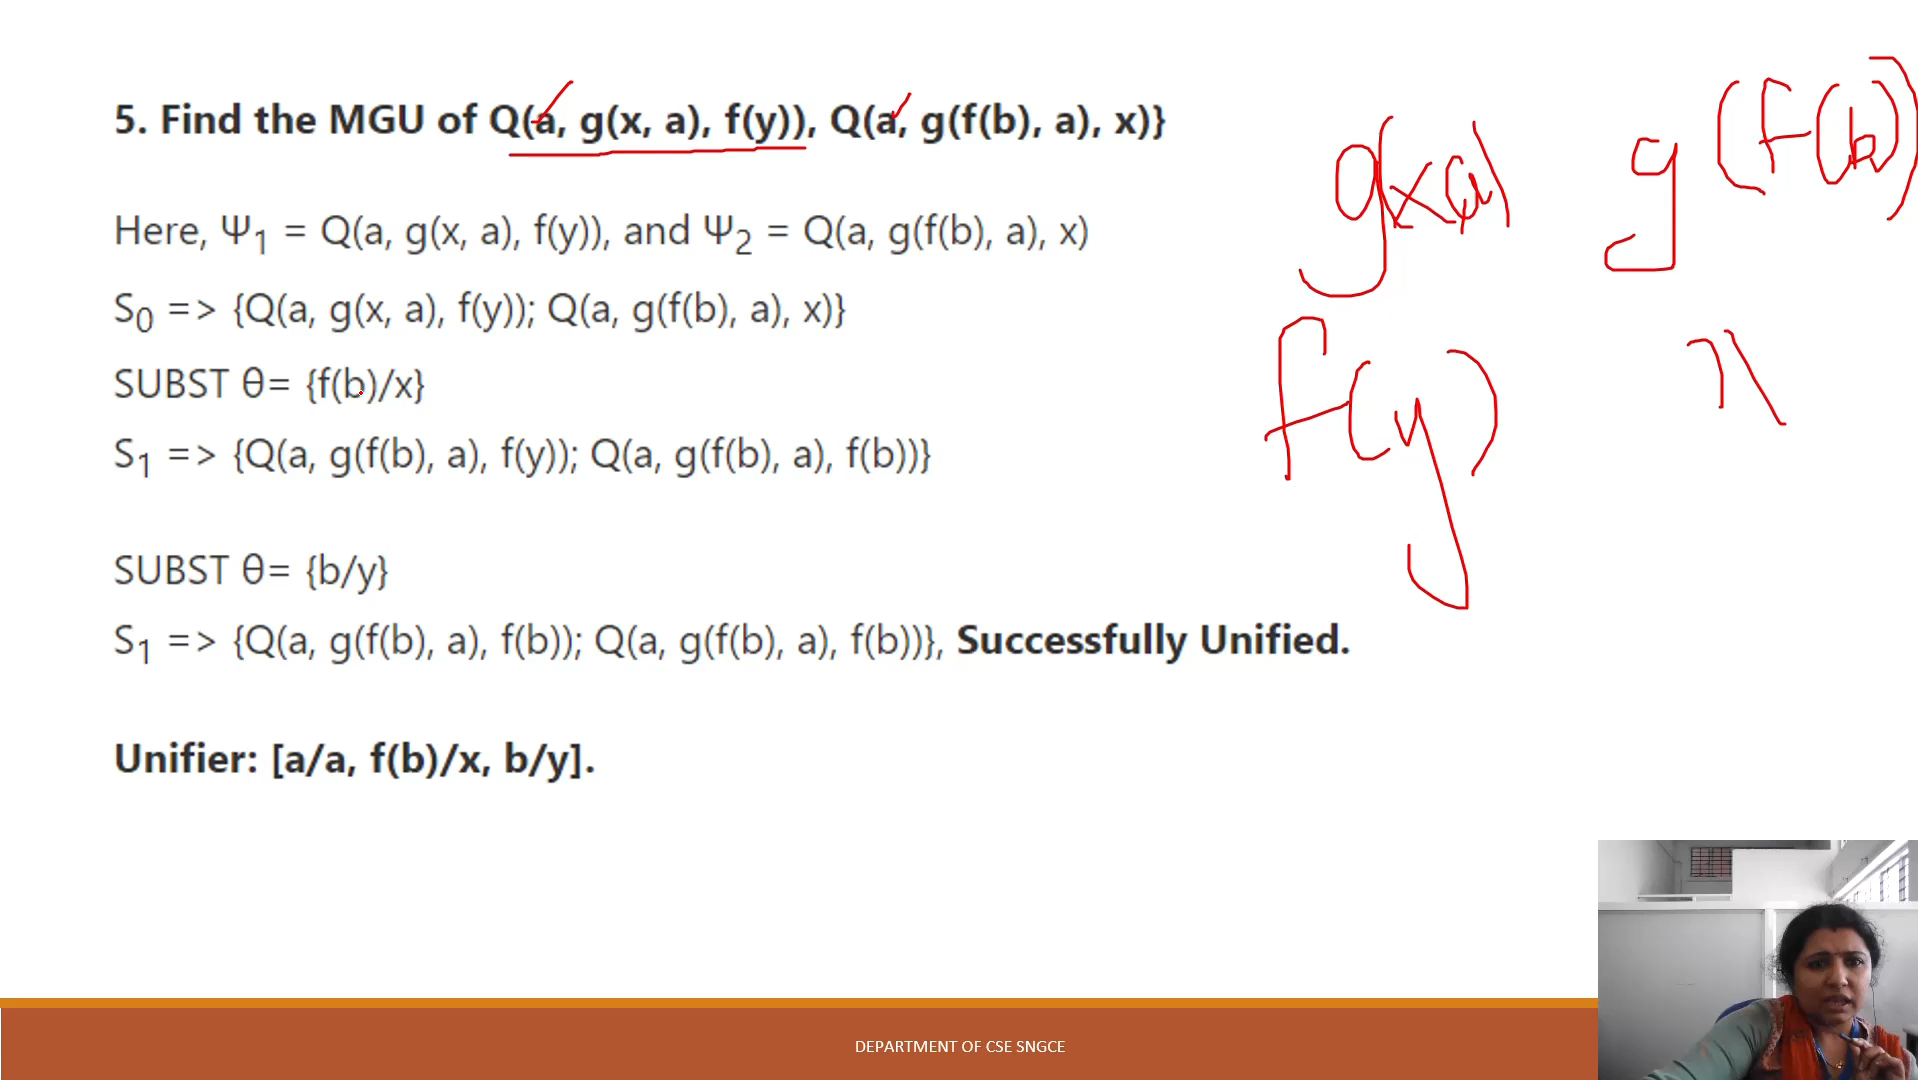 5. Find the MGU of Q(a, g(x, a), f(y)), Q(a, g(f(b), a), x)}
g(x a) g(f(b))
Here, Ψ1 = Q(a, g(x, a), f(y)), and Ψ2 = Q(a, g(f(b), a), x)
S0 => {Q(a, g(x, a), f(y)); Q(a, g(f(b), a), x)}
f(y) x
SUBST θ= {f(b)/x}
S1 => {Q(a, g(f(b), a), f(y)); Q(a, g(f(b), a), f(b))}
SUBST θ= {b/y}
S1 => {Q(a, g(f(b), a), f(b)); Q(a, g(f(b), a), f(b))}, Successfully Unified.
Unifier: [a/a, f(b)/x, b/y].
DEPARTMENT OF CSE SNGCE